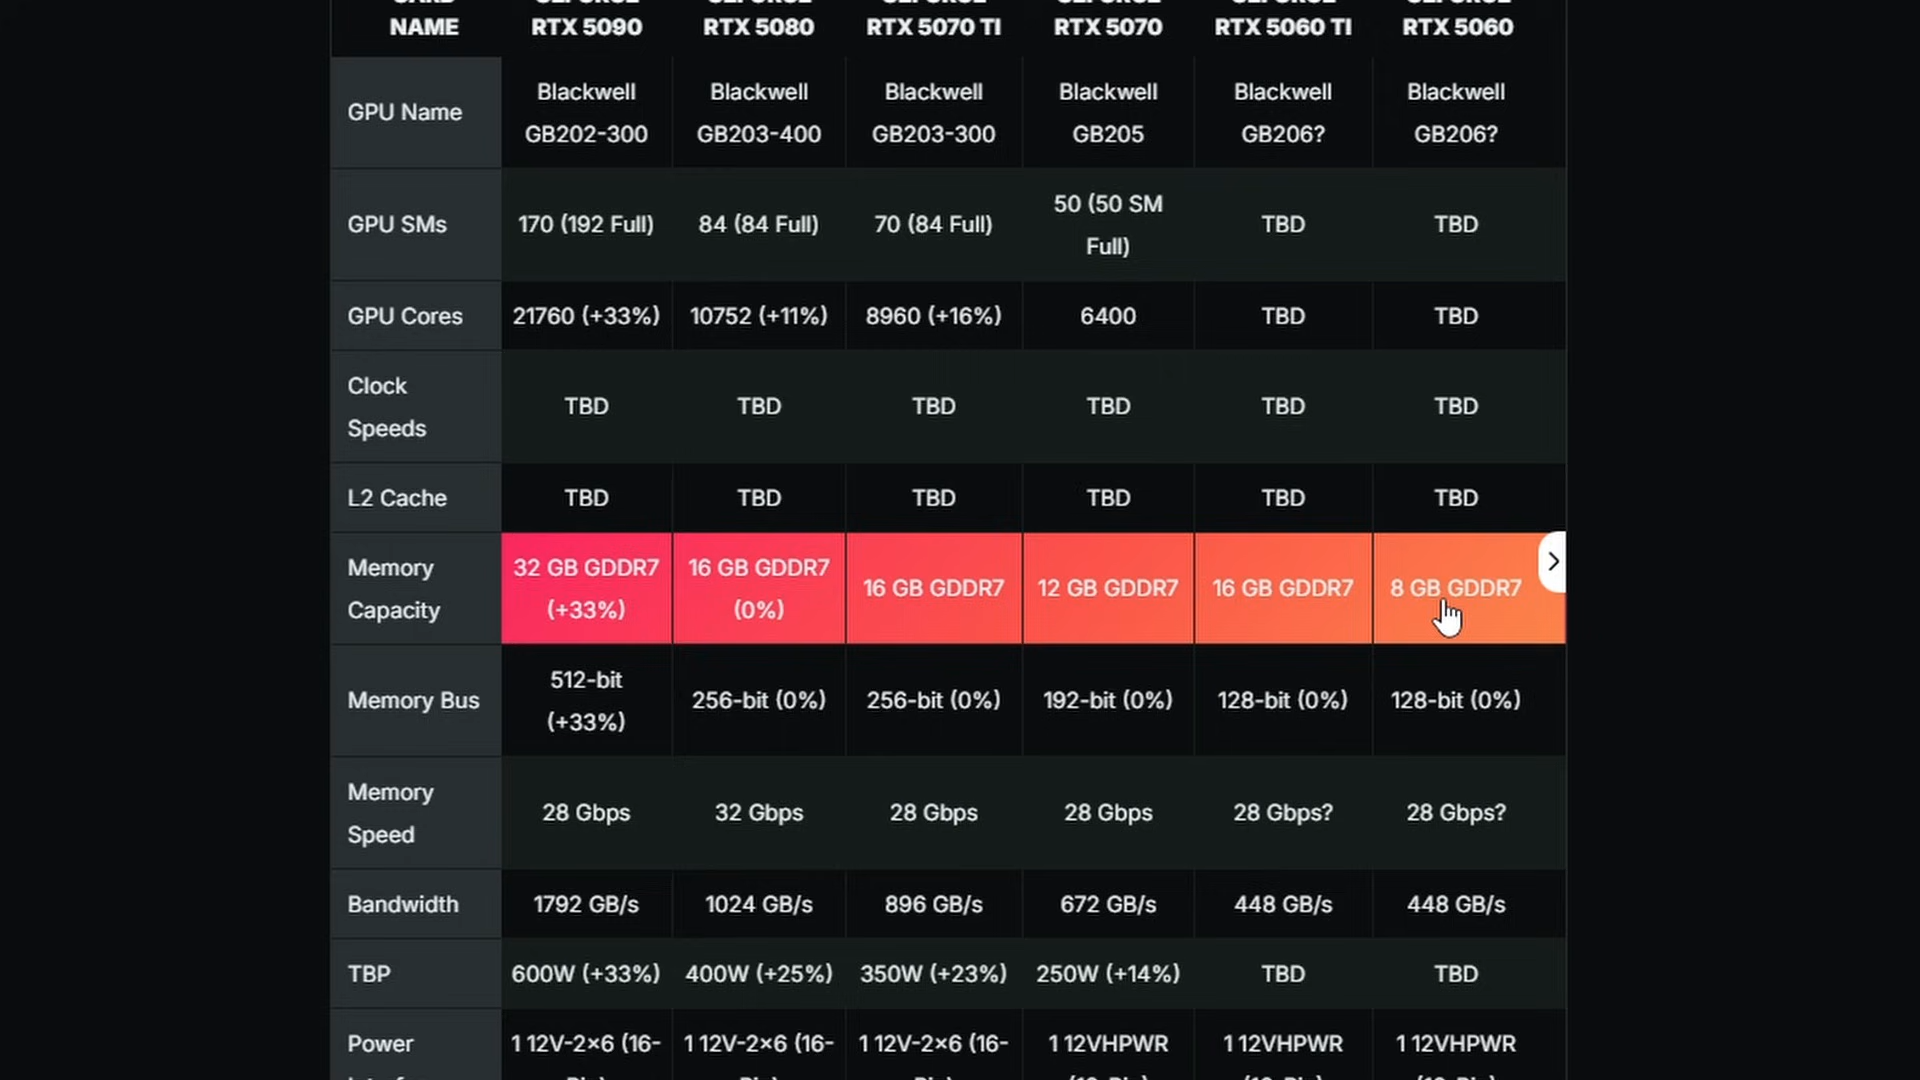 NAME RTX 5090 RTX 5080 RTX 5070 TI RTX 5070 RTX 5060 TI RTX 5060
Blackwell Blackwell Blackwell Blackwell Blackwell Blackwell
GPU Name
GB202-300 GB203-400 GB203-300 GB205 GB206? GB206?
50 (50 SM
GPU SMs 170 (192 Full) 84 (84 Full) 70 (84 Full) TBD TBD
Full)
GPU Cores 21760 (+33%) 10752 (+11%) 8960 (+16%) 6400 TBD TBD
Clock
TBD TBD TBD TBD TBD TBD
Speeds
L2 Cache TBD TBD TBD TBD TBD TBD
Memory 32 GB GDDR7 16 GB GDDR7
16 GB GDDR7 12 GB GDDR7 16 GB GDDR7 8 GB GDDR7
Capacity (+33%) (0%)
512-bit
Memory Bus 256-bit (0%) 256-bit (0%) 192-bit (0%) 128-bit (0%) 128-bit (0%)
(+33%)
Memory
28 Gbps 32 Gbps 28 Gbps 28 Gbps 28 Gbps? 28 Gbps?
Speed
Bandwidth 1792 GB/s 1024 GB/s 896 GB/s 672 GB/s 448 GB/s 448 GB/s
TBP 600W (+33%) 400W (+25%) 350W (+23%) 250W (+14%) TBD TBD
Power 1 12V-2×6 (16- 1 12V-2×6 (16- 1 12V-2×6 (16- 1 12VHPWR 1 12VHPWR 1 12VHPWR